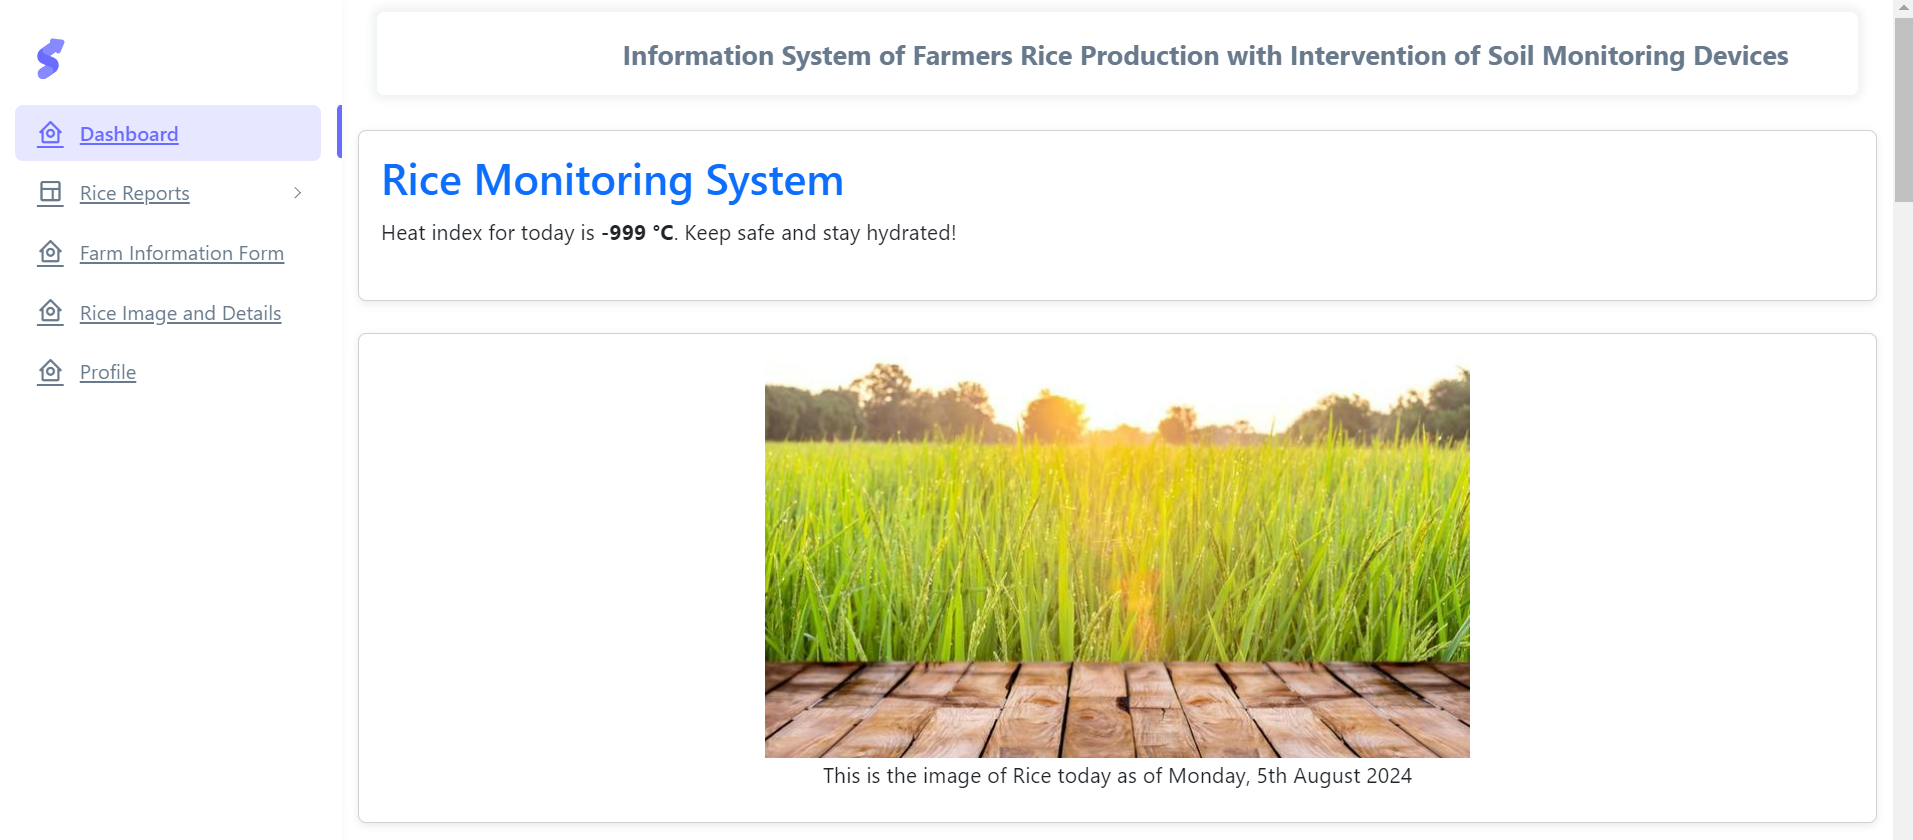 Information System of Farmers Rice Production with Intervention of Soil Monitoring Devices
Dashboard
Rice Reports
Farm Information Form
Rice Image and Details
Profile
Rice Monitoring System
Heat index for today is -999 °C. Keep safe and stay hydrated!
This is the image of Rice today as of Monday, 5th August 2024